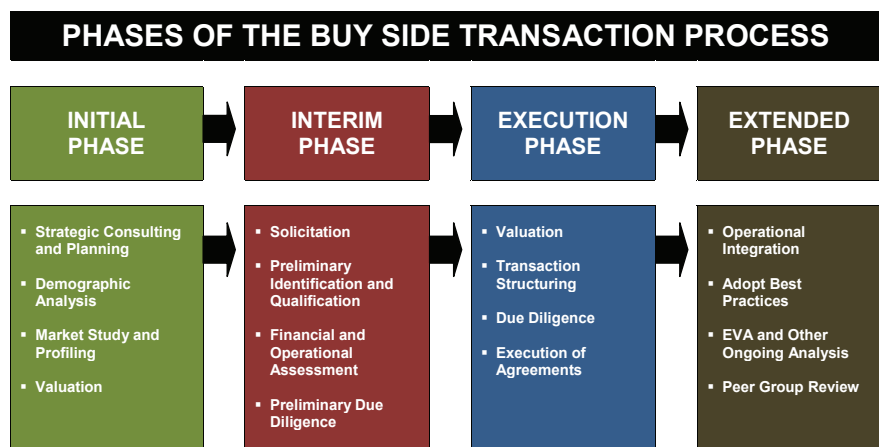 PHASES OF THE BUY SIDE TRANSACTION PROCESS
INITIAL
PHASE
INTERIM
PHASE
EXECUTION
PHASE
EXTENDED
PHASE
▪ Strategic Consulting
and Planning
▪ Demographic
Analysis
▪ Market Study and
Profiling
▪ Valuation
▪ Solicitation
▪ Preliminary
Identification and
Qualification
▪ Financial and
Operational
Assessment
▪ Preliminary Due
Diligence
▪ Valuation
▪ Transaction
Structuring
▪ Due Diligence
▪ Execution of
Agreements
▪ Operational
Integration
▪ Adopt Best
Practices
▪ EVA and Other
Ongoing Analysis
▪ Peer Group Review